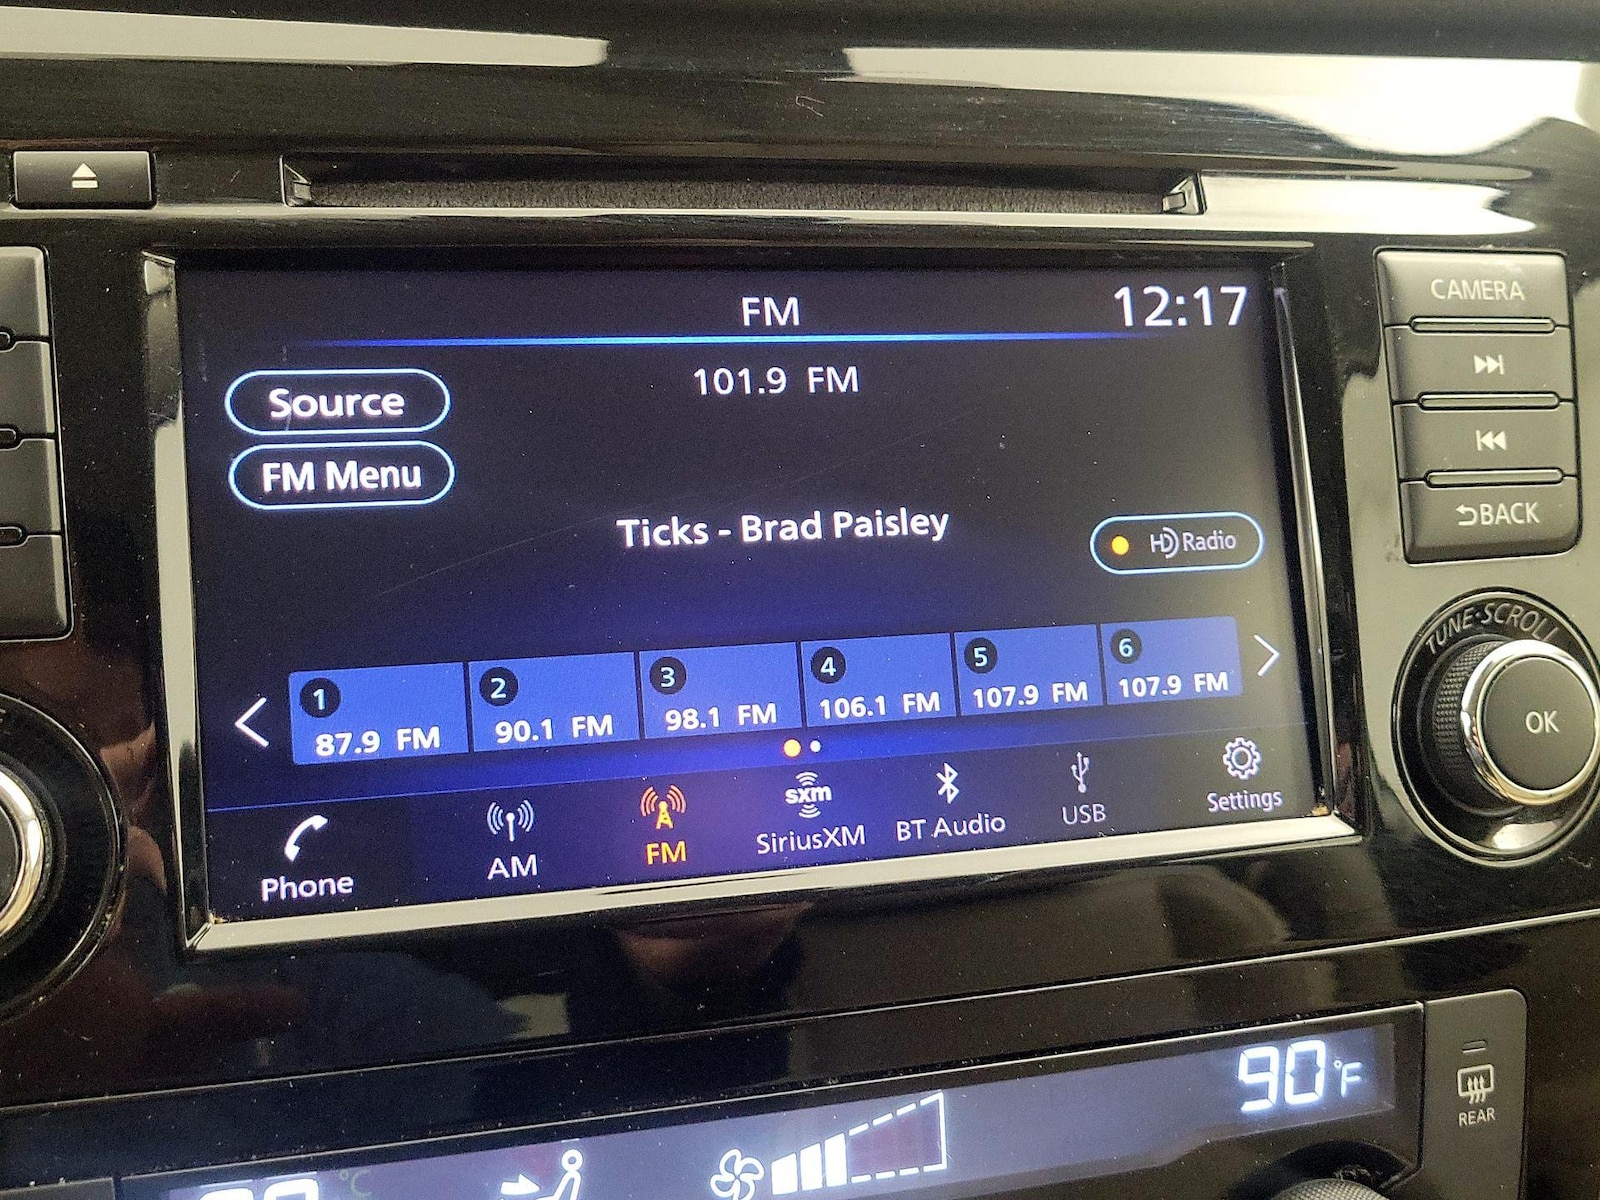 FM
12:17
CAMERA
101.9 FM
Source
FM Menu
Ticks - Brad Paisley
HD Radio
BACK
TUNE·SCROLL
OK
1
2
3
4
5
6
87.9 FM
90.1 FM
98.1 FM
106.1 FM
107.9 FM
107.9 FM
Phone
AM
FM
sxm
SiriusXM
BT Audio
USB
Settings
90°F
REAR
°C